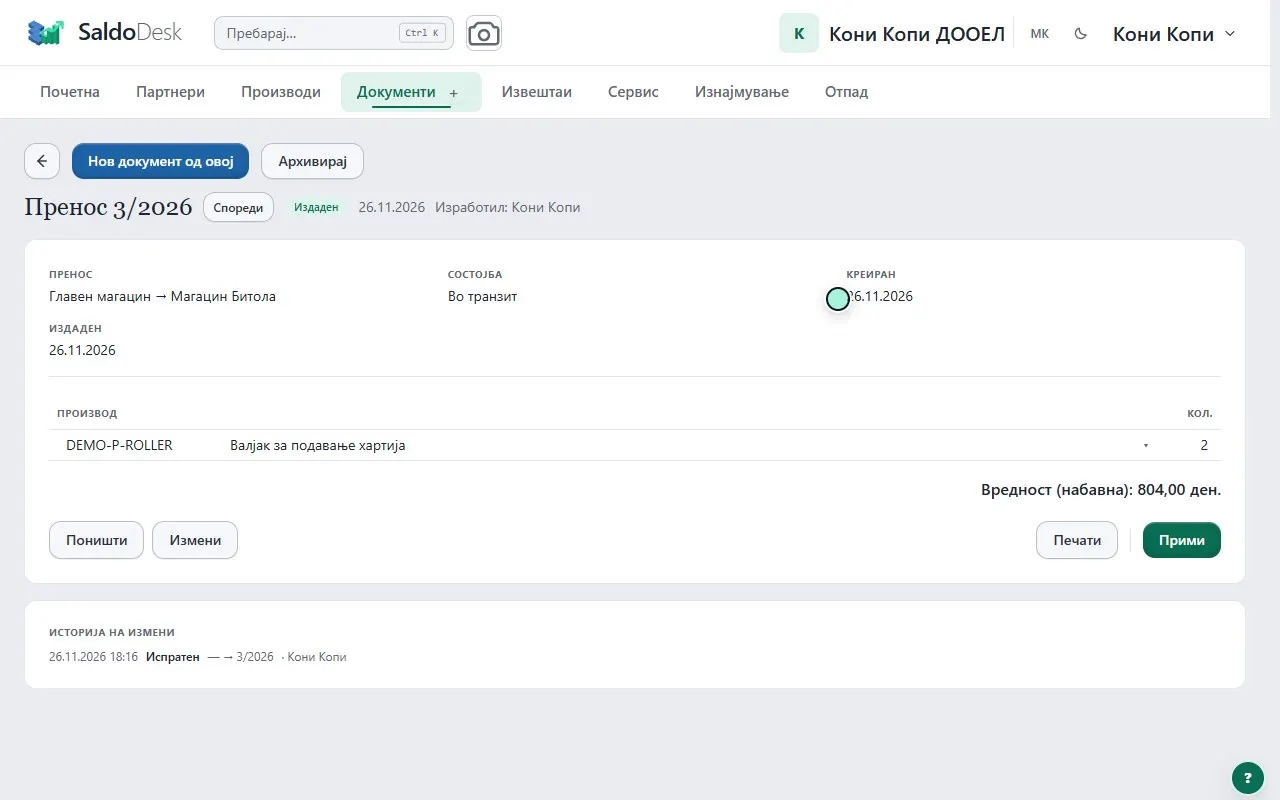 SaldoDesk
Пребарај... Ctrl K
К Кони Копи ДООЕЛ МК Кони Копи
Почетна Партнери Производи Документи + Извештаи Сервис Изнајмување Отпад
Нов документ од овој Архивирај
Пренос 3/2026 Спореди Издаден 26.11.2026 Изработил: Кони Копи
ПРЕНОС СОСТОЈБА КРЕИРАН
Главен магацин → Магацин Битола Во транзит 26.11.2026
ИЗДАДЕН
26.11.2026
ПРОИЗВОД КОЛ.
DEMO-P-ROLLER Валјак за подавање хартија 2
Вредност (набавна): 804,00 ден.
Поништи Измени Печати Прими
ИСТОРИЈА НА ИЗМЕНИ
26.11.2026 18:16 Испратен — → 3/2026 · Кони Копи
?